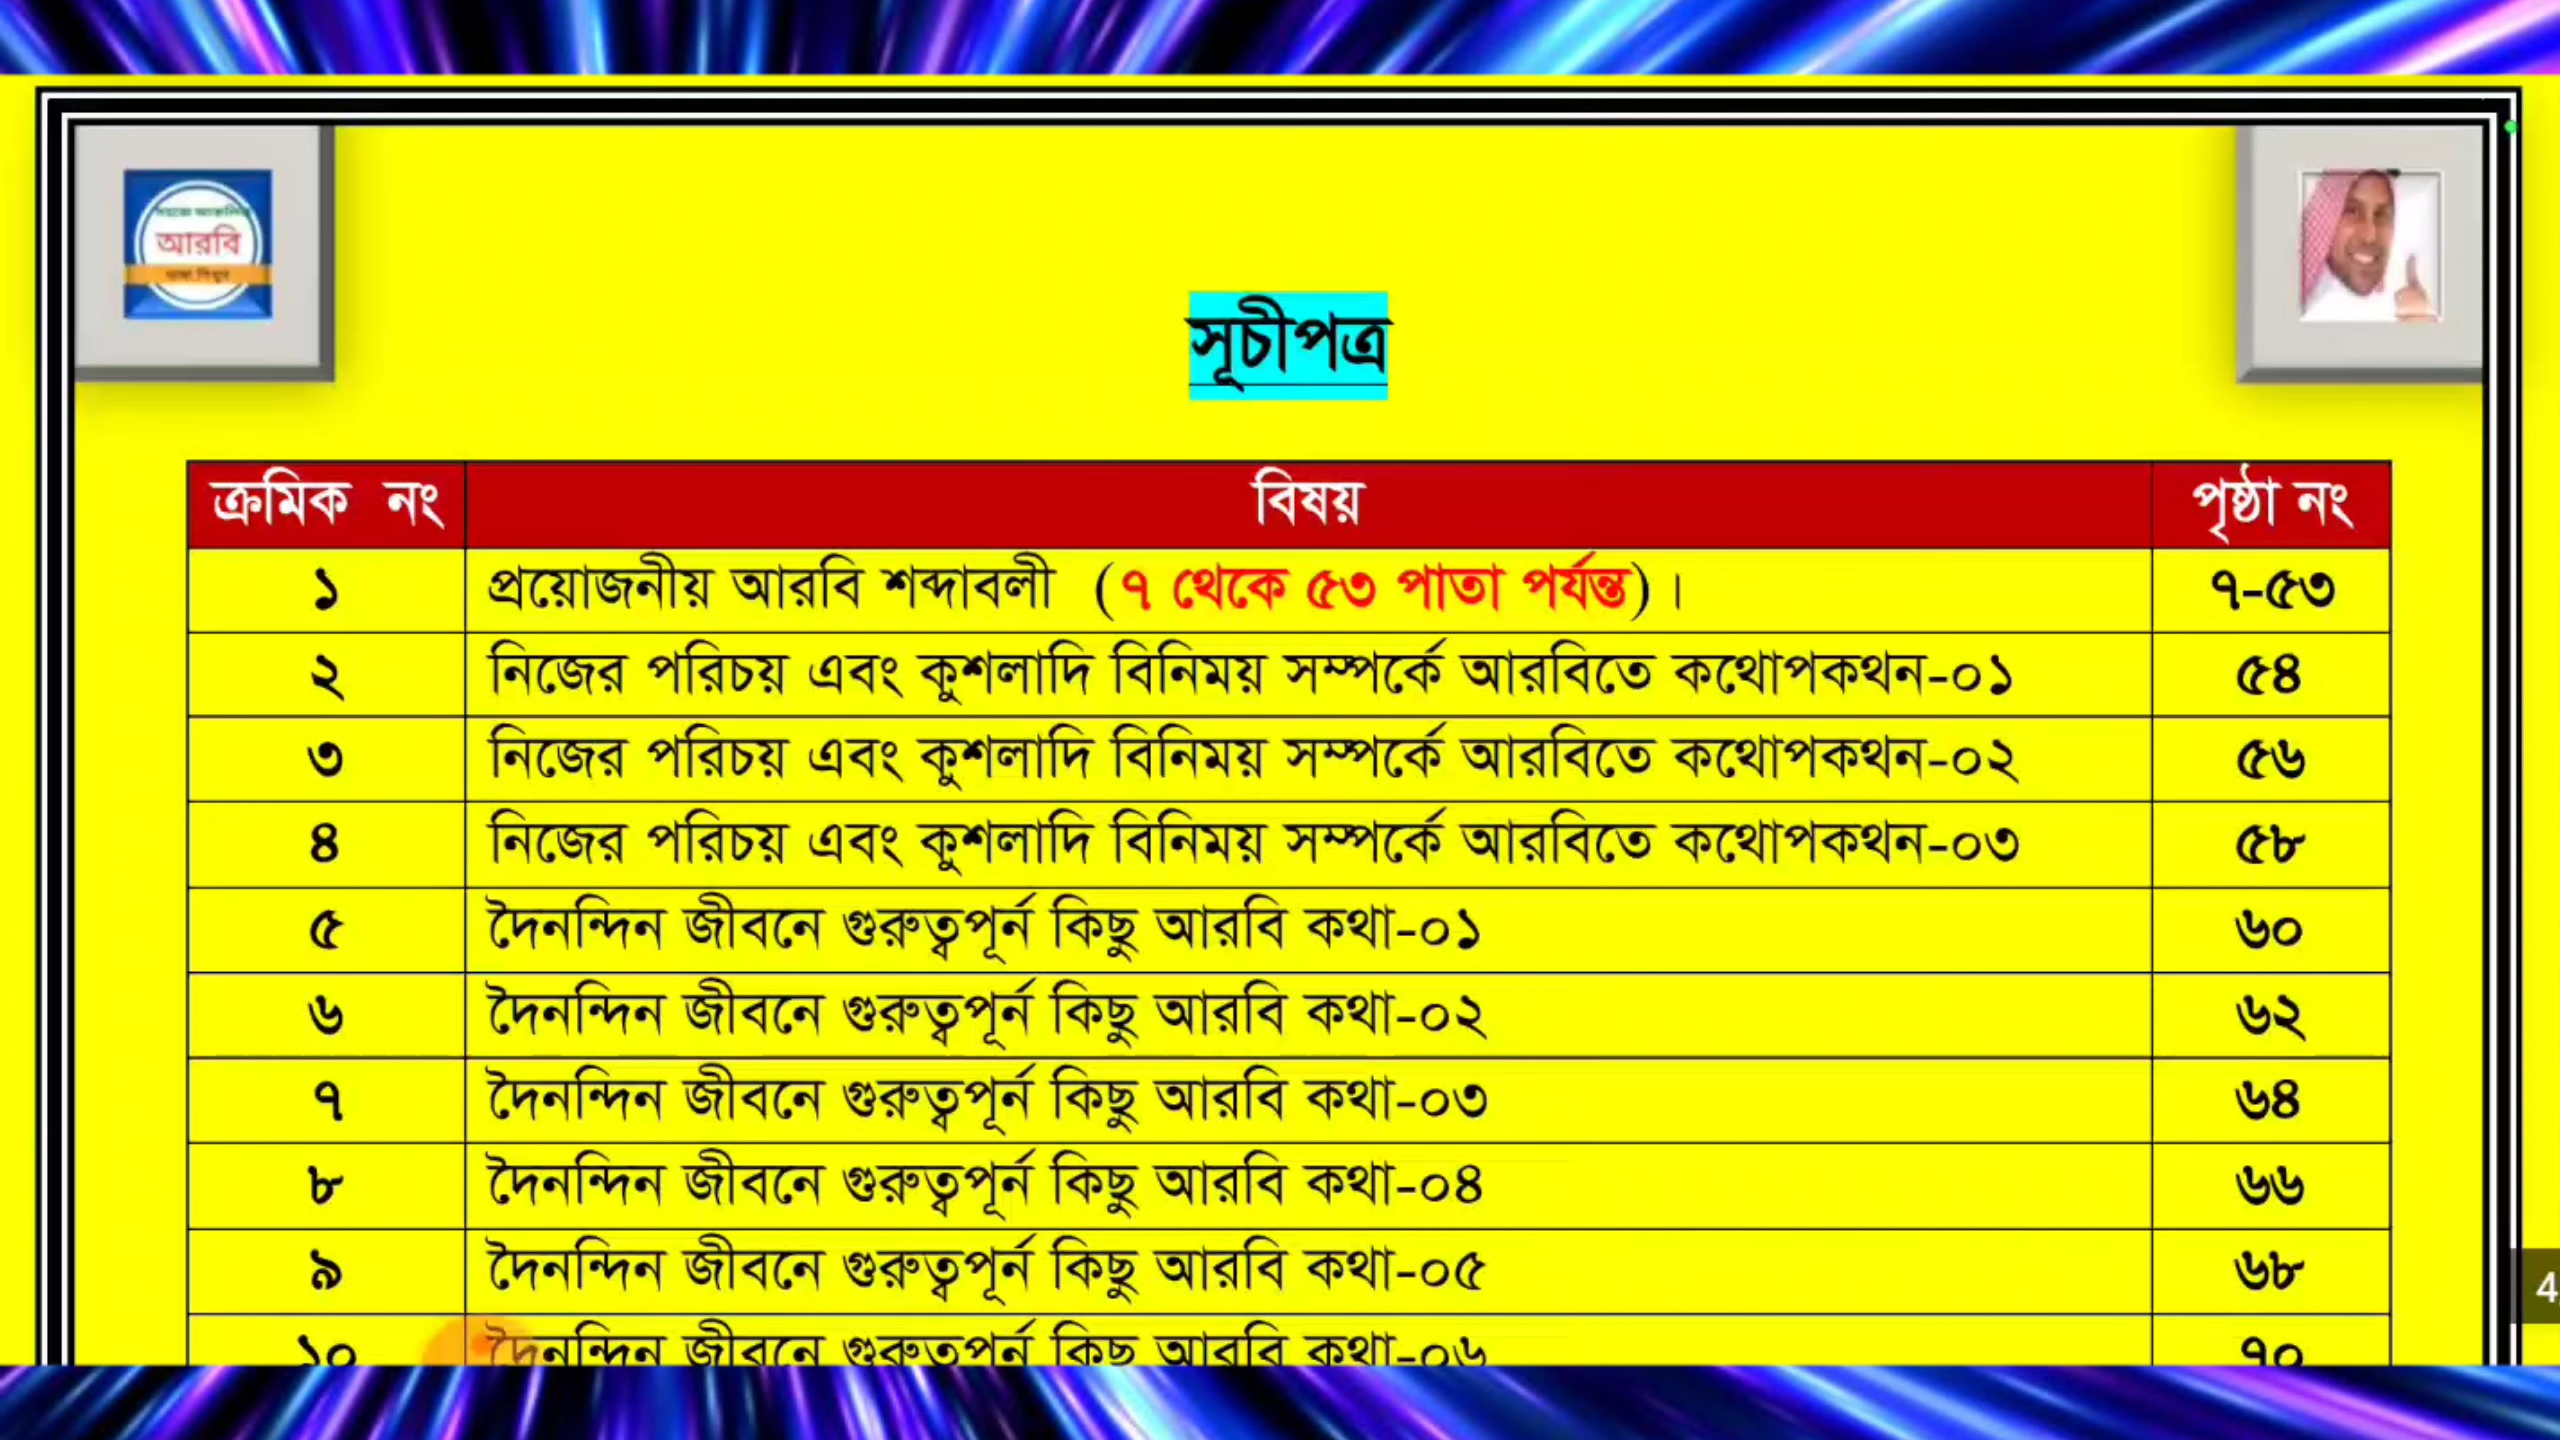 আরবি
সূচীপত্র
ক্রমিক নং বিষয় পৃষ্ঠা নং
১ প্রয়োজনীয় আরবি শব্দাবলী (৭ থেকে ৫৩ পাতা পর্যন্ত) । ৭-৫৩
২ নিজের পরিচয় এবং কুশলাদি বিনিময় সম্পর্কে আরবিতে কথোপকথন-০১ ৫৪
৩ নিজের পরিচয় এবং কুশলাদি বিনিময় সম্পর্কে আরবিতে কথোপকথন-০২ ৫৬
৪ নিজের পরিচয় এবং কুশলাদি বিনিময় সম্পর্কে আরবিতে কথোপকথন-০৩ ৫৮
৫ দৈনন্দিন জীবনে গুরুত্বপূর্ন কিছু আরবি কথা-০১ ৬০
৬ দৈনন্দিন জীবনে গুরুত্বপূর্ন কিছু আরবি কথা-০২ ৬২
৭ দৈনন্দিন জীবনে গুরুত্বপূর্ন কিছু আরবি কথা-০৩ ৬৪
৮ দৈনন্দিন জীবনে গুরুত্বপূর্ন কিছু আরবি কথা-০৪ ৬৬
৯ দৈনন্দিন জীবনে গুরুত্বপূর্ন কিছু আরবি কথা-০৫ ৬৮
১০ দৈনন্দিন জীবনে গুরুত্বপূর্ন কিছু আরবি কথা-০৬ ৭০
4